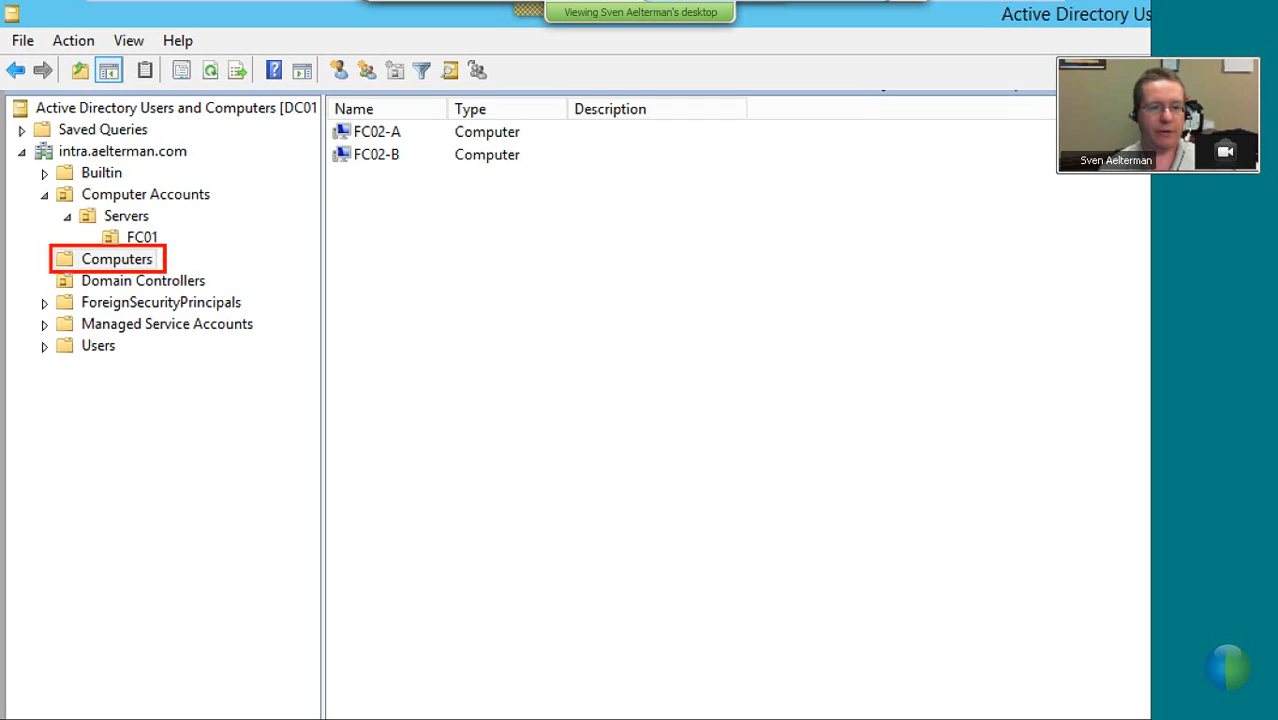 Viewing Sven Aelterman's desktop
Active Directory Us
File Action View Help
Sven Aelterman
Active Directory Users and Computers [DC01
Saved Queries
intra.aelterman.com
Builtin
Computer Accounts
Servers
FC01
Computers
Domain Controllers
ForeignSecurityPrincipals
Managed Service Accounts
Users
Name Type Description
FC02-A Computer
FC02-B Computer